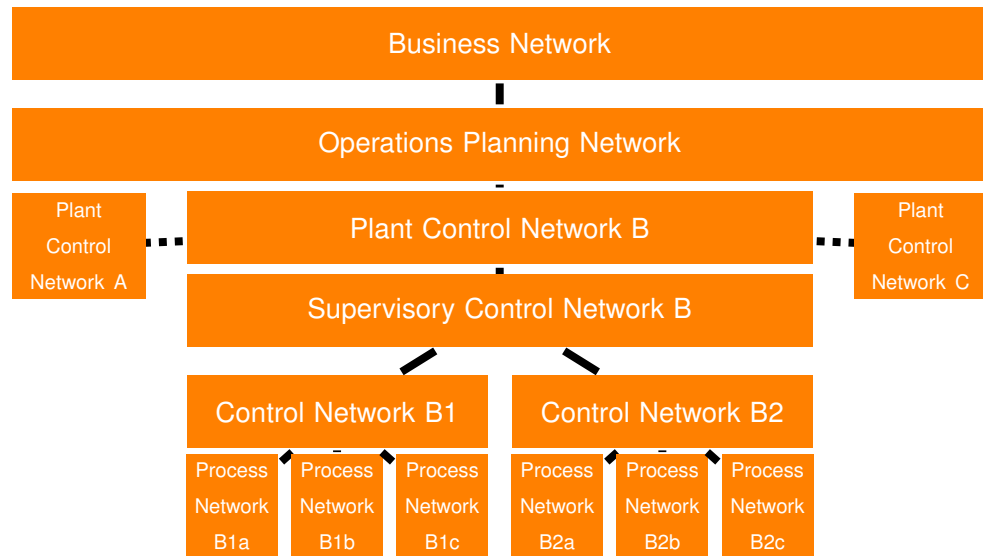 Business Network
Operations Planning Network
Plant
Control
Network A
Plant Control Network B
Plant
Control
Network C
Supervisory Control Network B
Control Network B1
Control Network B2
Process
Network
B1a
Process
Network
B1b
Process
Network
B1c
Process
Network
B2a
Process
Network
B2b
Process
Network
B2c